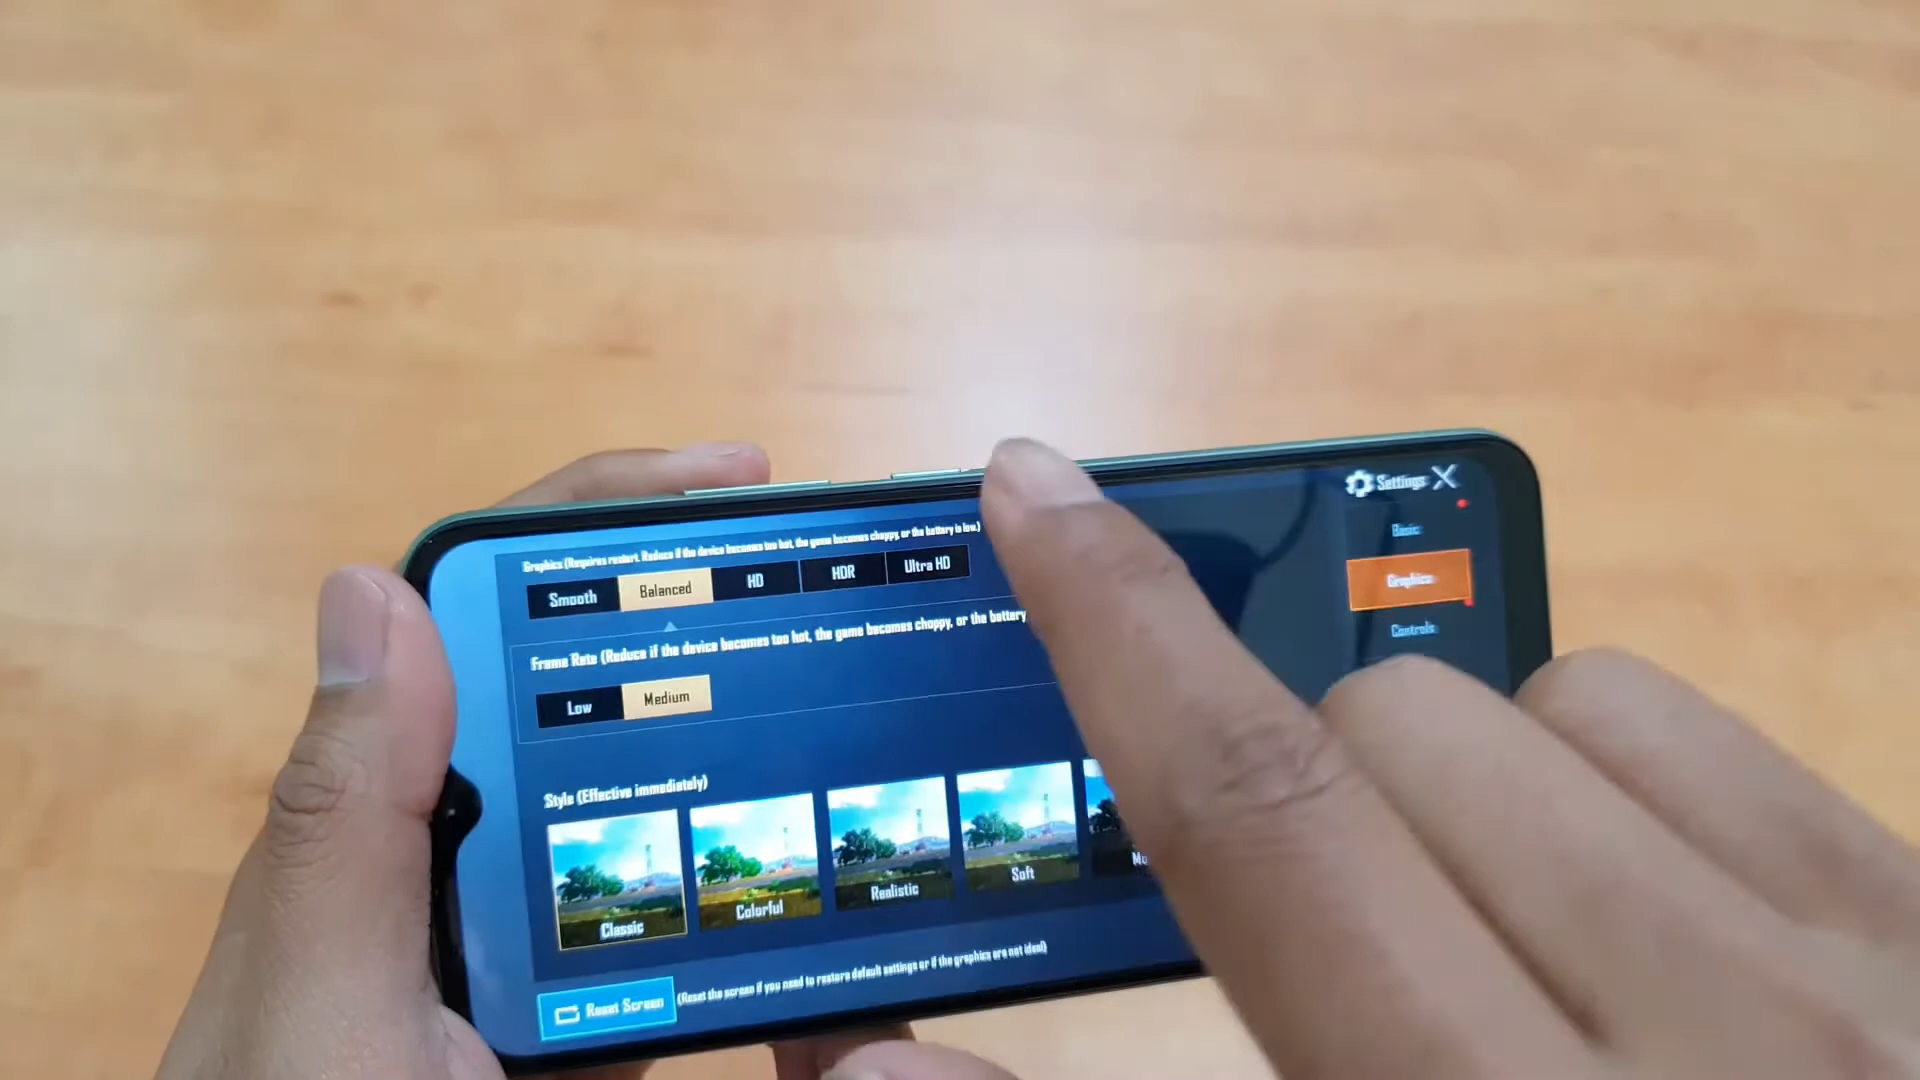 Settings X
Basic
Graphics (Requires restart. Reduce if the device becomes too hot, the game becomes choppy, or the battery is low.)
Smooth Balanced HD HDR Ultra HD
Graphics
Frame Rate (Reduce if the device becomes too hot, the game becomes choppy, or the battery
Controls
Low Medium
Style (Effective immediately)
Classic Colorful Realistic Soft
Reset Screen (Reset the screen if you need to restore default settings or if the graphics are not ideal)